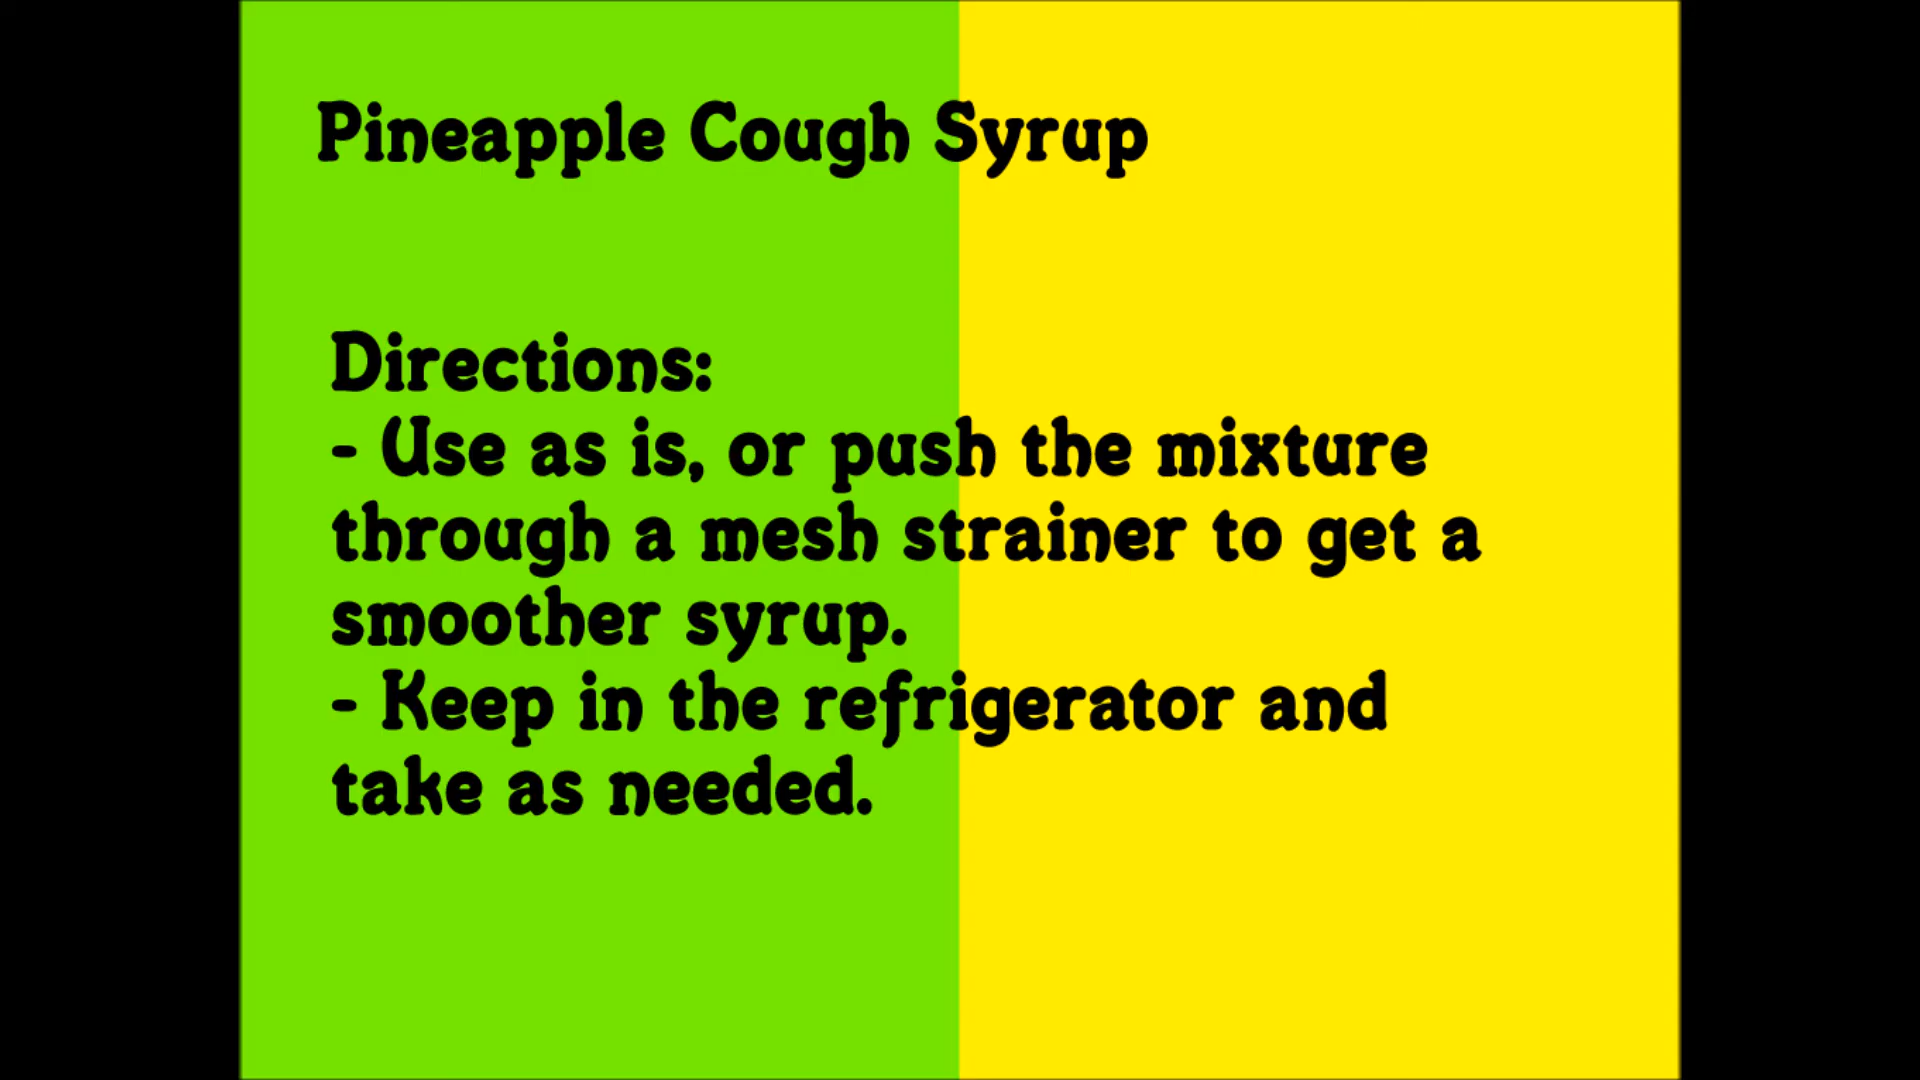 Pineapple Cough Syrup
Directions:
- Use as is, or push the mixture
through a mesh strainer to get a
smoother syrup.
- Keep in the refrigerator and
take as needed.